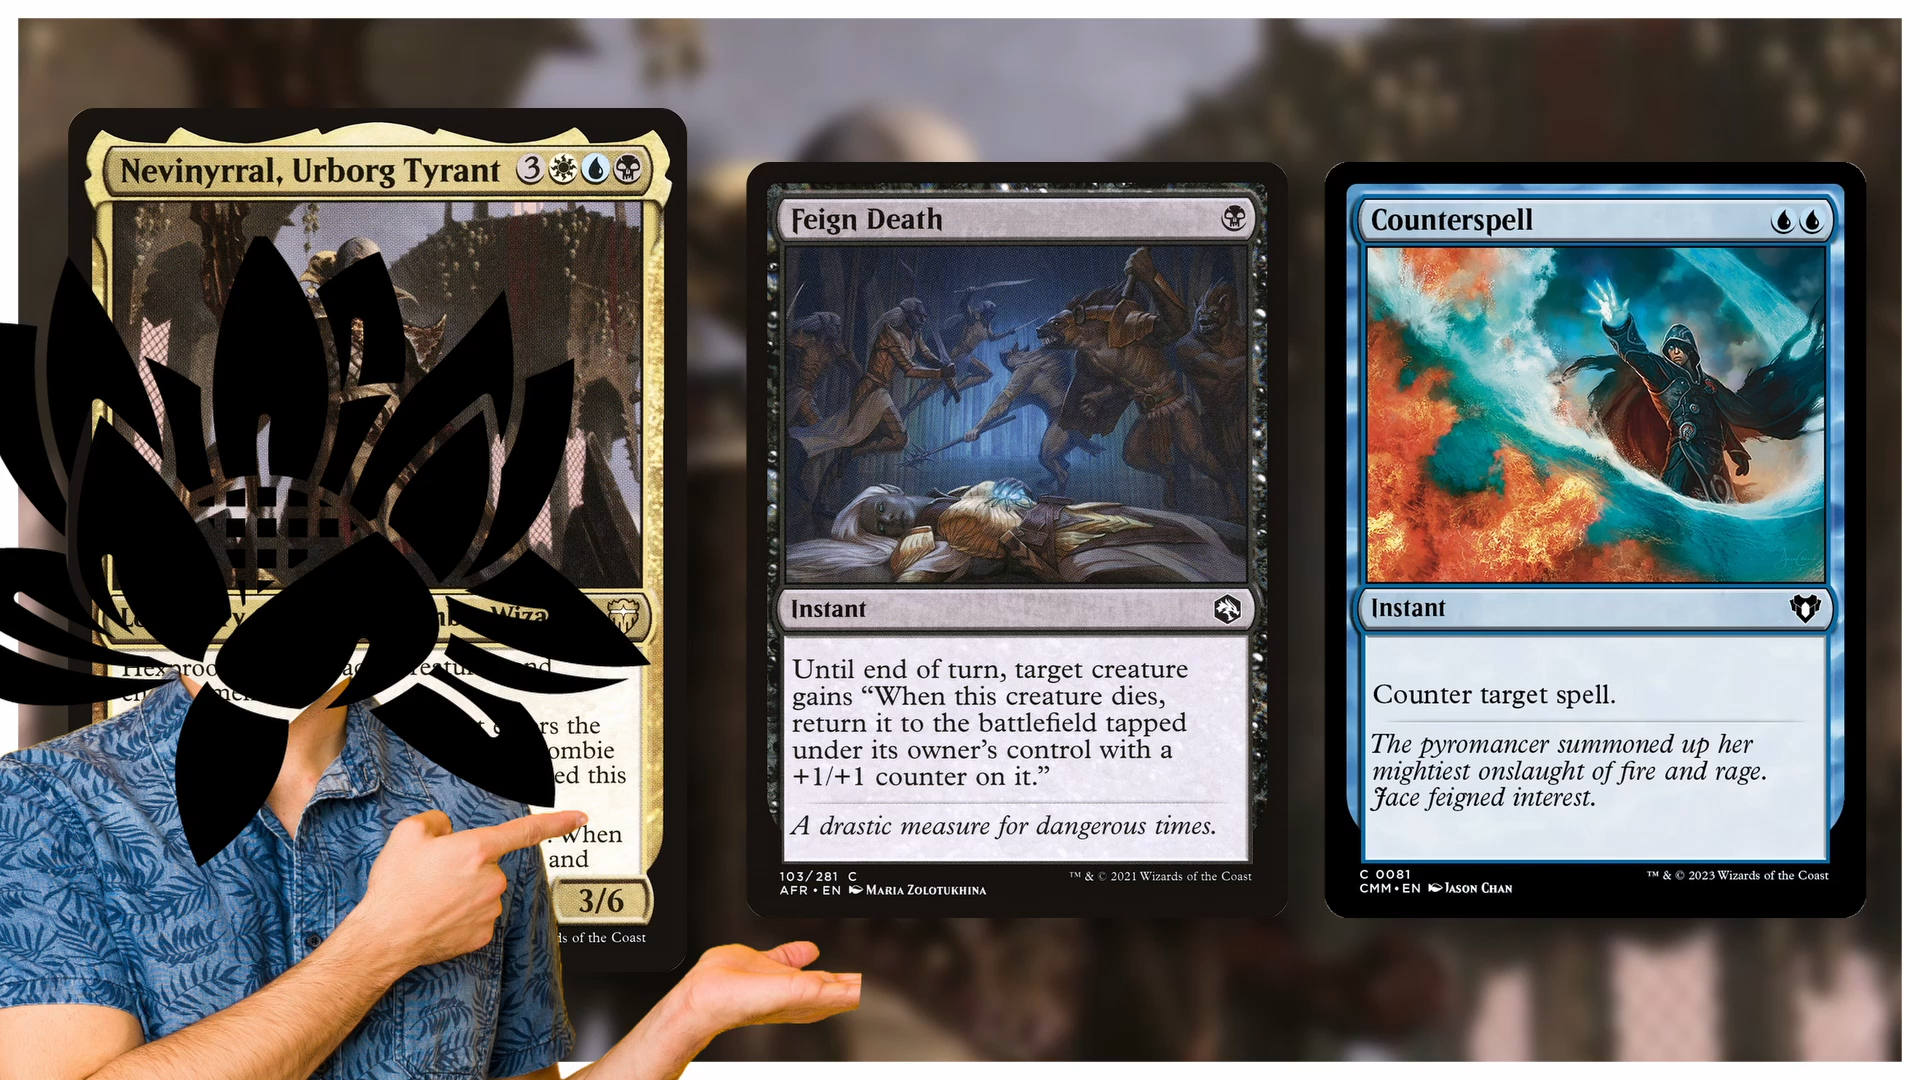 Nevinyrral, Urborg Tyrant 3
Wiza
and
rs the
ombie
ed this
When
and
3/6
of the Coast
Feign Death
Instant
Until end of turn, target creature
gains “When this creature dies,
return it to the battlefield tapped
under its owner’s control with a
+1/+1 counter on it.”
A drastic measure for dangerous times.
103/281 C
AFR • EN Maria Zolotukhina
™ & © 2021 Wizards of the Coast
Counterspell
Instant
Counter target spell.
The pyromancer summoned up her
mightiest onslaught of fire and rage.
Jace feigned interest.
C 0081
CMM • EN Jason Chan
™ & © 2023 Wizards of the Coast